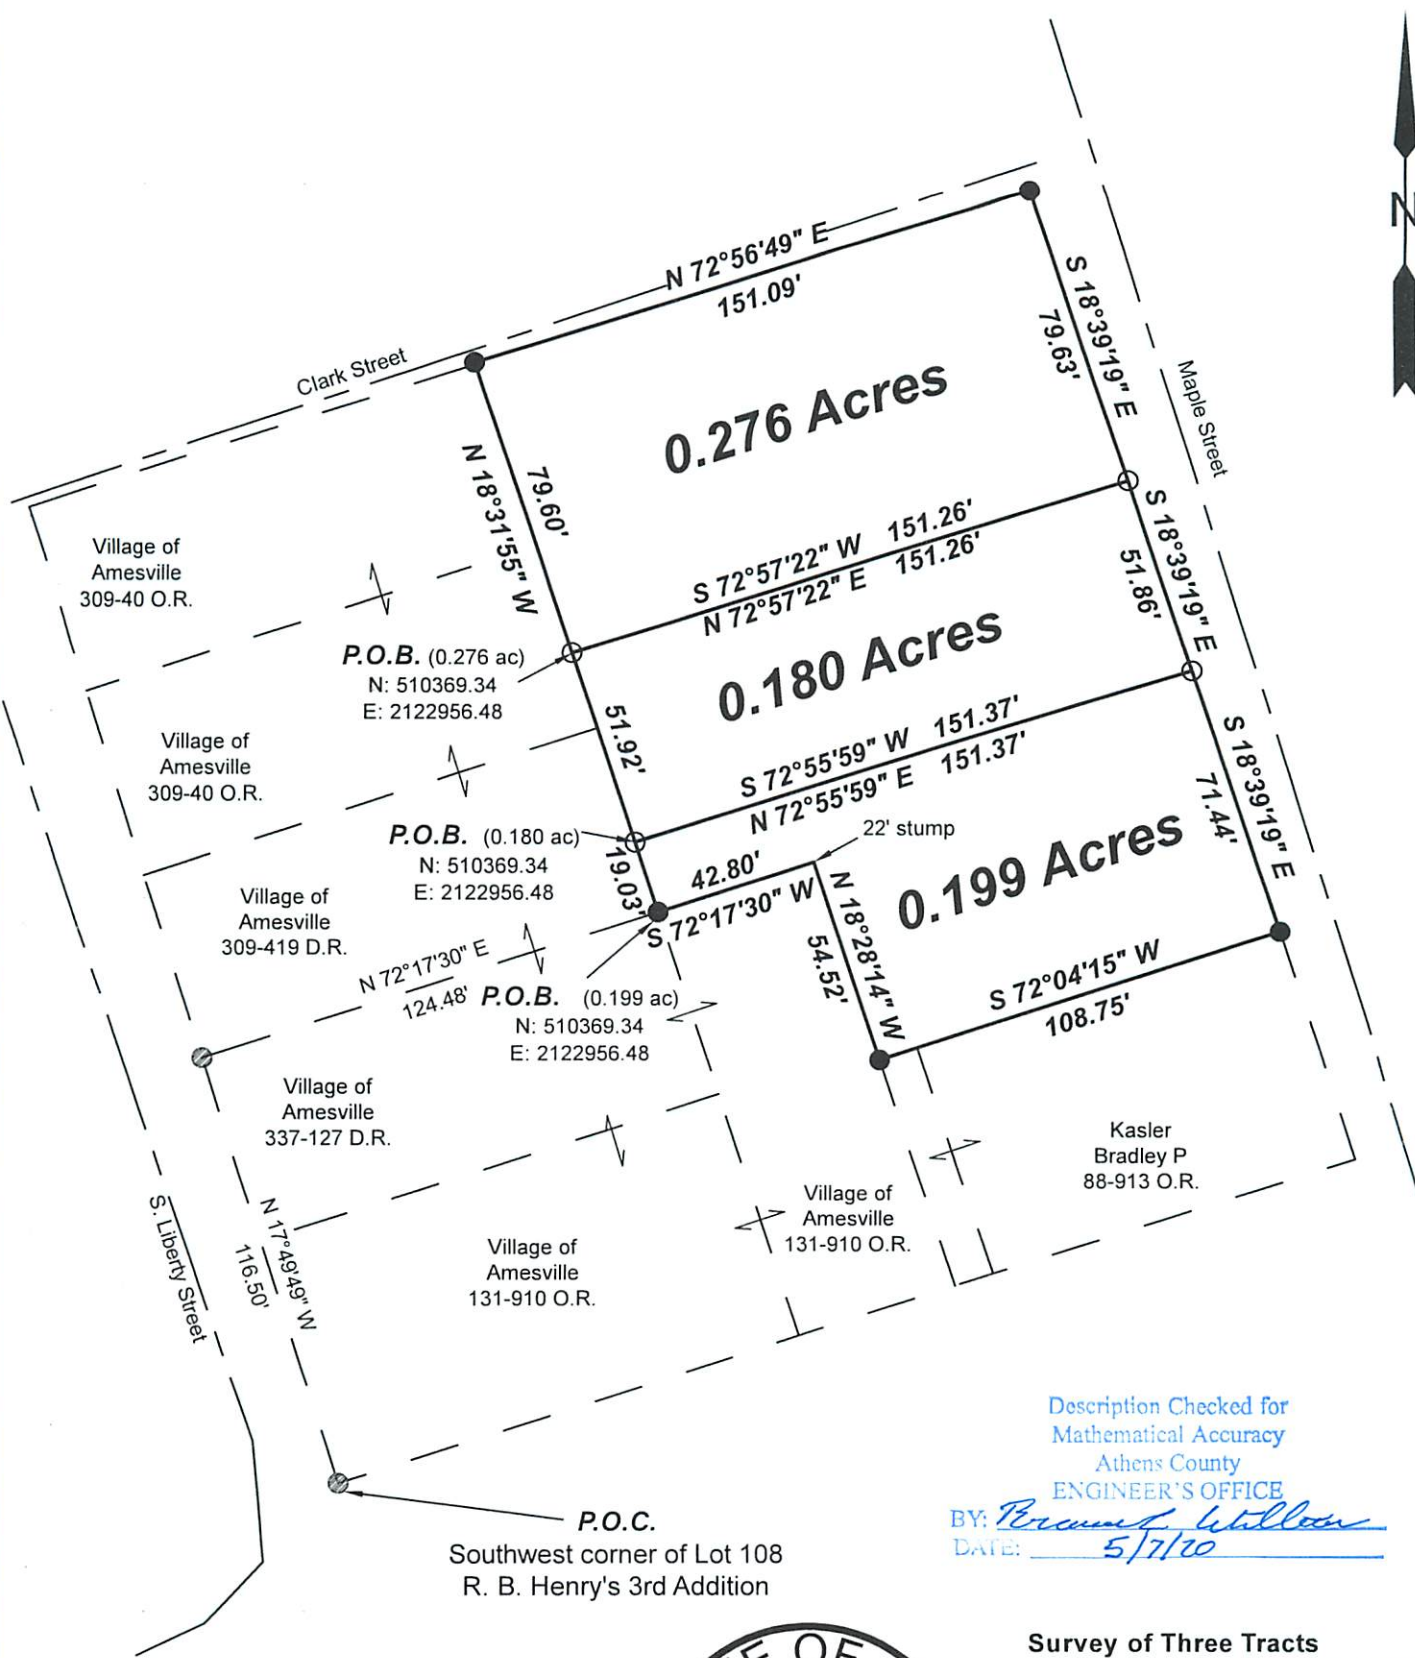 N
N 72°56'49" E
151.09'
Clark Street
S 18°39'19" E
79.63'
Maple Street
0.276 Acres
79.60'
N 18°31'55" W
S 72°57'22" W 151.26'
N 72°57'22" E 151.26'
S 18°39'19" E
51.86'
Village of
Amesville
309-40 O.R.
P.O.B. (0.276 ac)
N: 510369.34
E: 2122956.48
0.180 Acres
51.92'
Village of
Amesville
309-40 O.R.
S 72°55'59" W 151.37'
N 72°55'59" E 151.37'
S 18°39'19" E
71.44'
P.O.B. (0.180 ac)
N: 510369.34
E: 2122956.48
19.03'
42.80'
S 72°17'30" W
22' stump
0.199 Acres
Village of
Amesville
309-419 D.R.
N 72°17'30" E
124.48'
N 18°28'14" W
54.52'
S 72°04'15" W
108.75'
P.O.B. (0.199 ac)
N: 510369.34
E: 2122956.48
Village of
Amesville
337-127 D.R.
Kasler
Bradley P
88-913 O.R.
Village of
Amesville
131-910 O.R.
S. Liberty Street
N 17°49'49" W
116.50'
Village of
Amesville
131-910 O.R.
P.O.C.
Southwest corner of Lot 108
R. B. Henry's 3rd Addition
Description Checked for
Mathematical Accuracy
Athens County
ENGINEER'S OFFICE
BY:
DATE: 5/7/20
E OF
Survey of Three Tracts